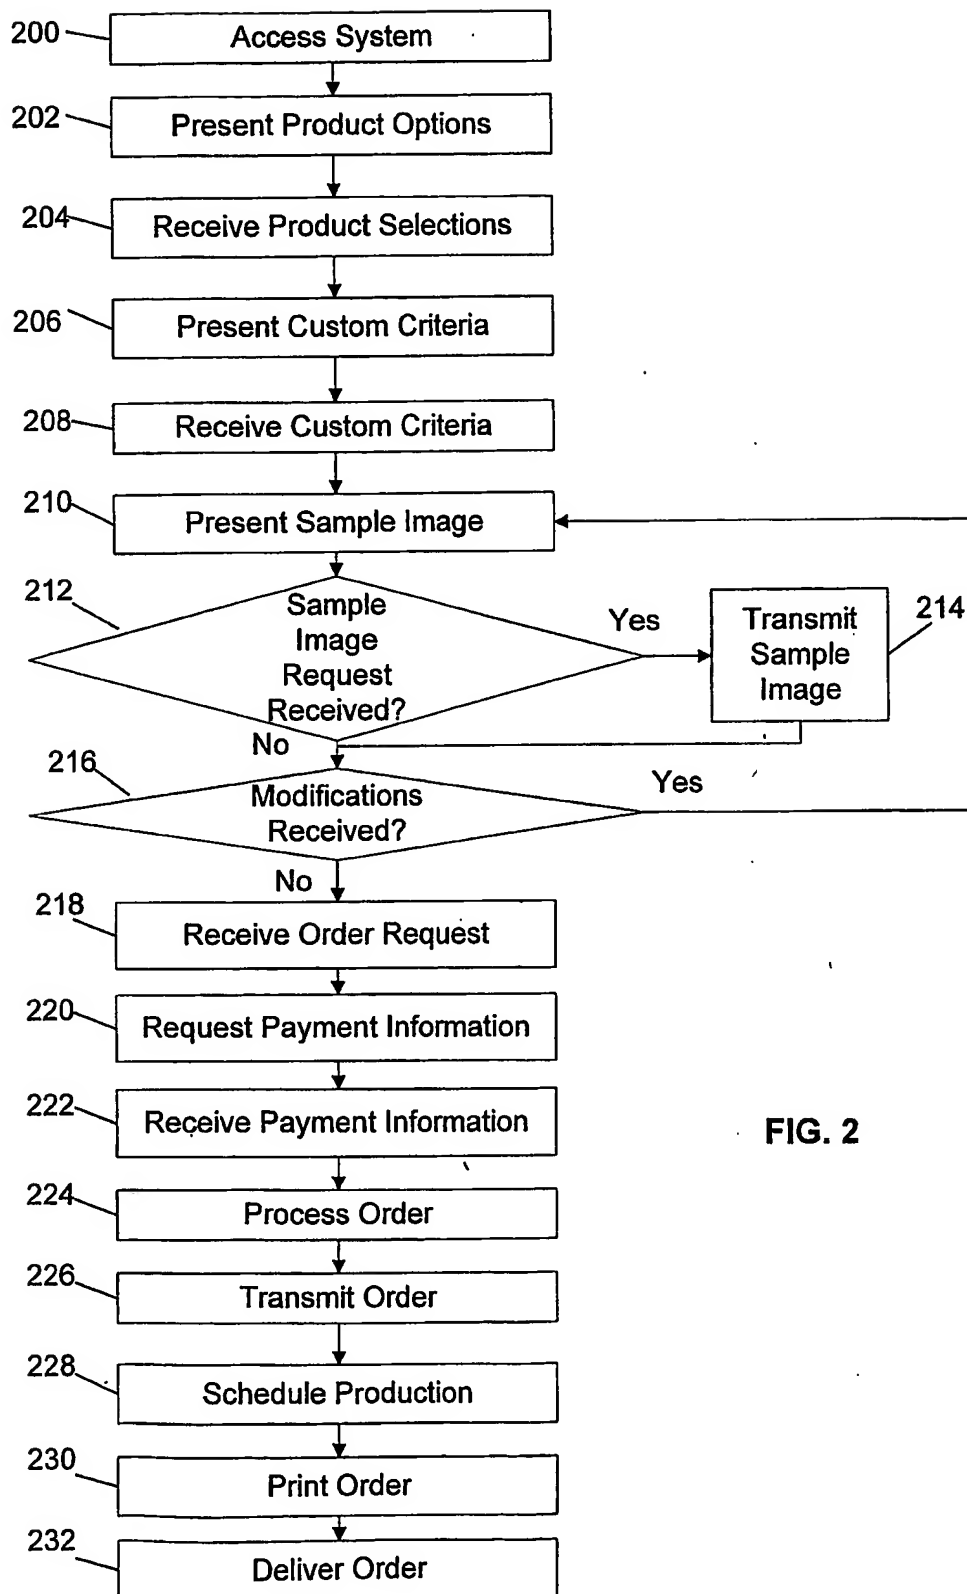 200
Access System
202
Present Product Options
204
Receive Product Selections
206
Present Custom Criteria
208
Receive Custom Criteria
210
Present Sample Image
212
Sample
Image
Request
Received?
Yes
Transmit
Sample
Image
214
No
216
Modifications
Received?
Yes
No
218
Receive Order Request
220
Request Payment Information
222
Receive Payment Information
FIG. 2
224
Process Order
226
Transmit Order
228
Schedule Production
230
Print Order
232
Deliver Order